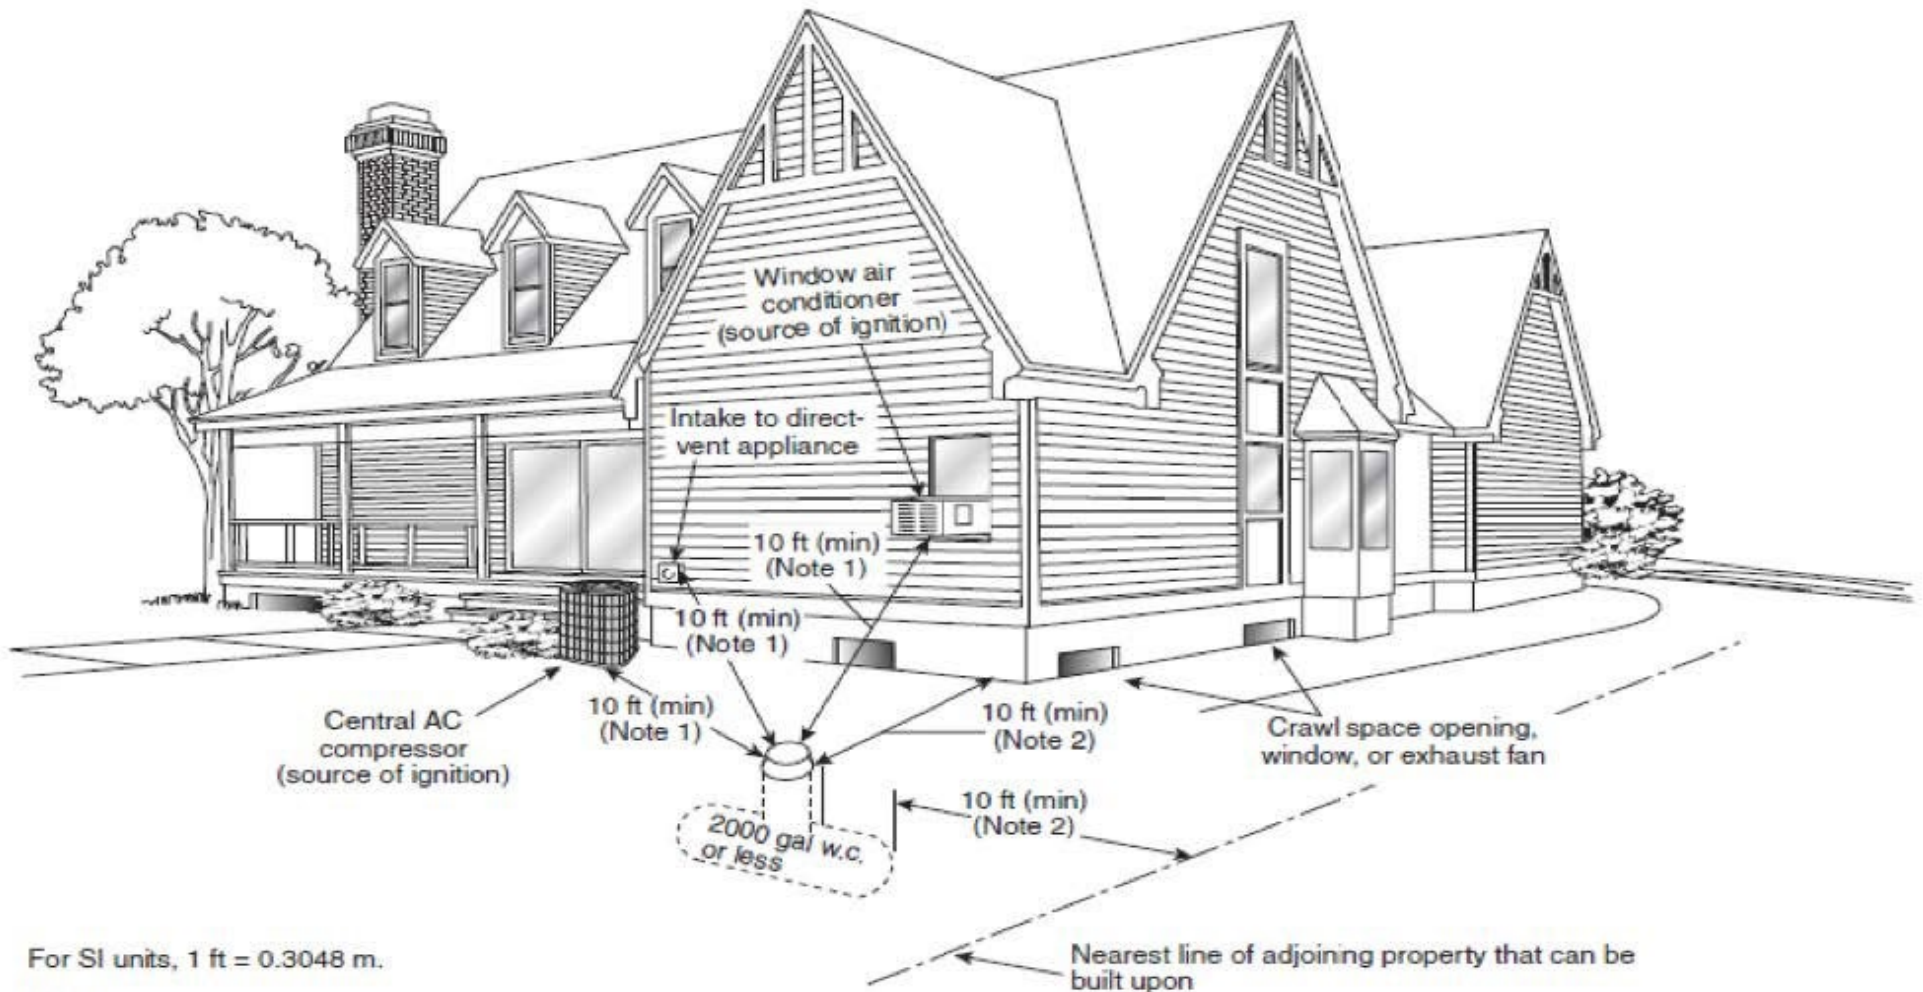 Window air
conditioner
(source of ignition)
Intake to direct-
vent appliance
10 ft (min)
(Note 1)
10 ft (min)
(Note 1)
10 ft (min)
(Note 1)
Central AC
compressor
(source of ignition)
10 ft (min)
(Note 2)
Crawl space opening,
window, or exhaust fan
10 ft (min)
(Note 2)
2000 gal w.c.
or less
For SI units, 1 ft = 0.3048 m.
Nearest line of adjoining property that can be
built upon